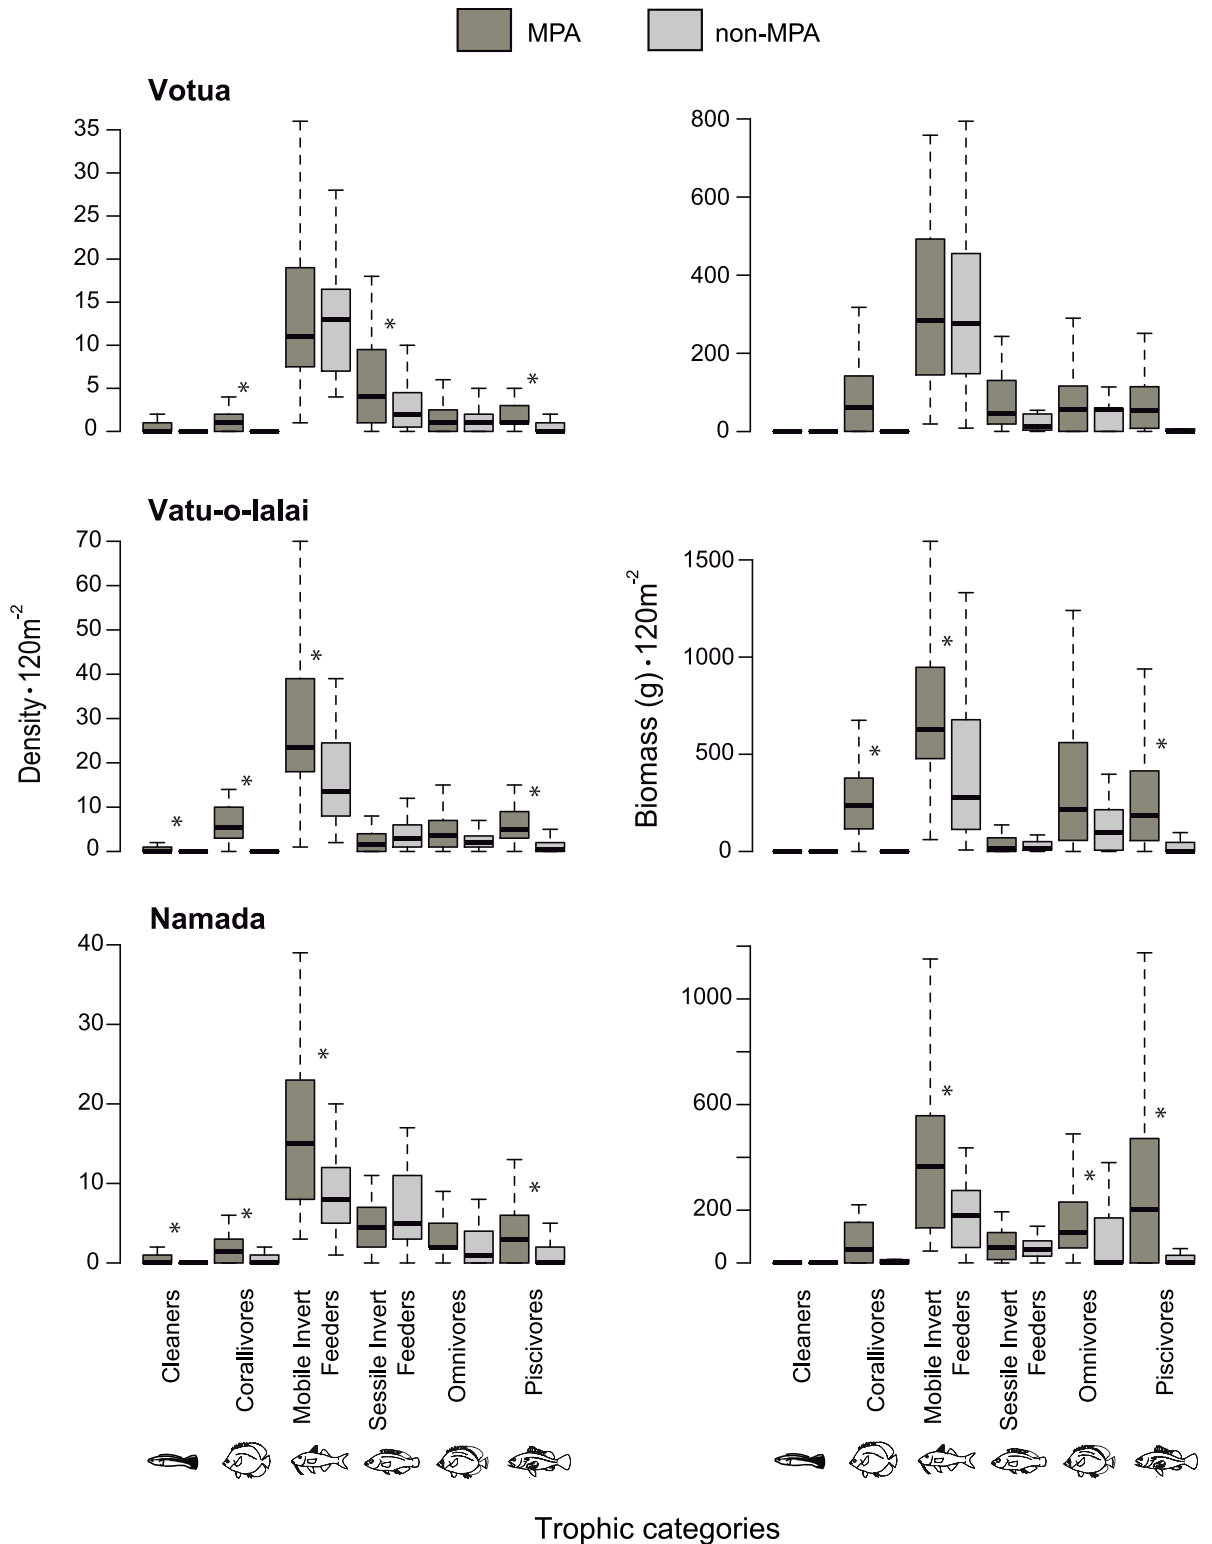 MPA
non-MPA
Votua
35
30
25
20
15
10
5
0
*
*
*
800
600
400
200
0
Vatu-o-lalai
Density · 120m⁻²
70
60
50
40
30
20
10
0
*
*
*
*
Biomass (g) · 120m⁻²
1500
1000
500
0
*
*
*
Namada
40
30
20
10
0
*
*
*
*
1000
600
200
0
*
*
*
Cleaners
Corallivores
Mobile Invert
Feeders
Sessile Invert
Feeders
Omnivores
Piscivores
Cleaners
Corallivores
Mobile Invert
Feeders
Sessile Invert
Feeders
Omnivores
Piscivores
Trophic categories